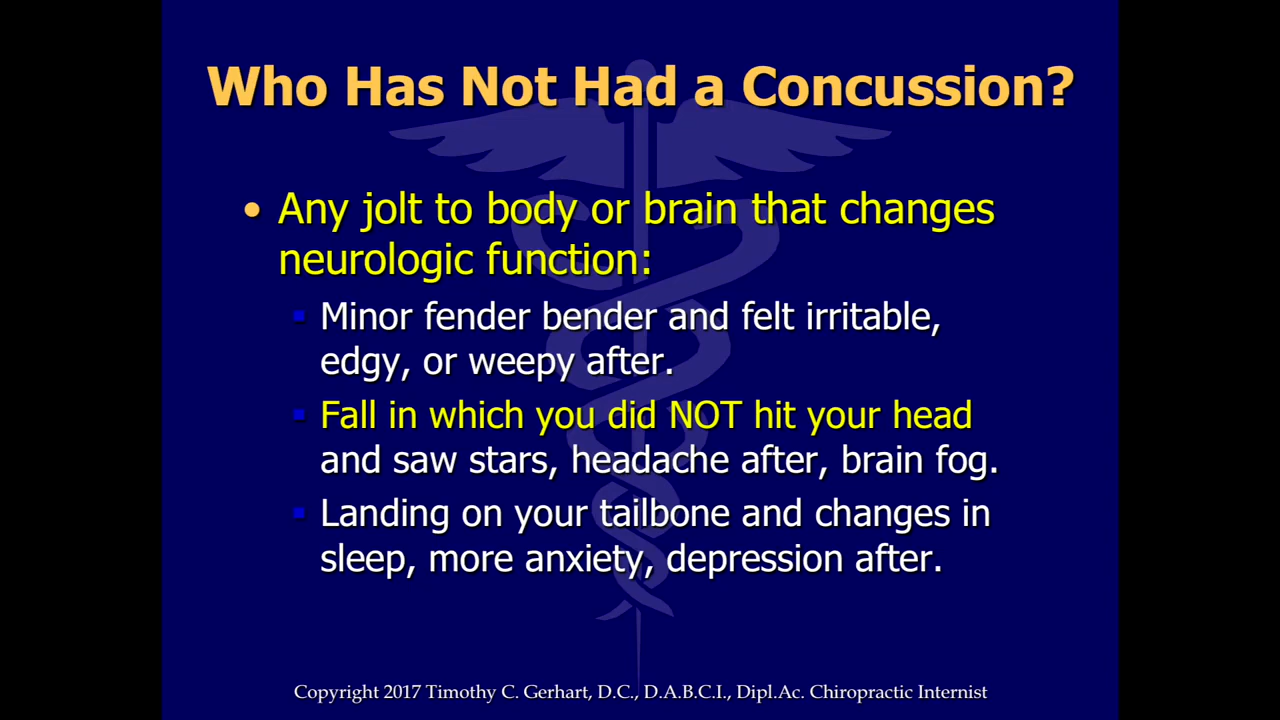 Who Has Not Had a Concussion?
• Any jolt to body or brain that changes
neurologic function:
▪ Minor fender bender and felt irritable,
edgy, or weepy after.
▪ Fall in which you did NOT hit your head
and saw stars, headache after, brain fog.
▪ Landing on your tailbone and changes in
sleep, more anxiety, depression after.
Copyright 2017 Timothy C. Gerhart, D.C., D.A.B.C.I., Dipl.Ac. Chiropractic Internist